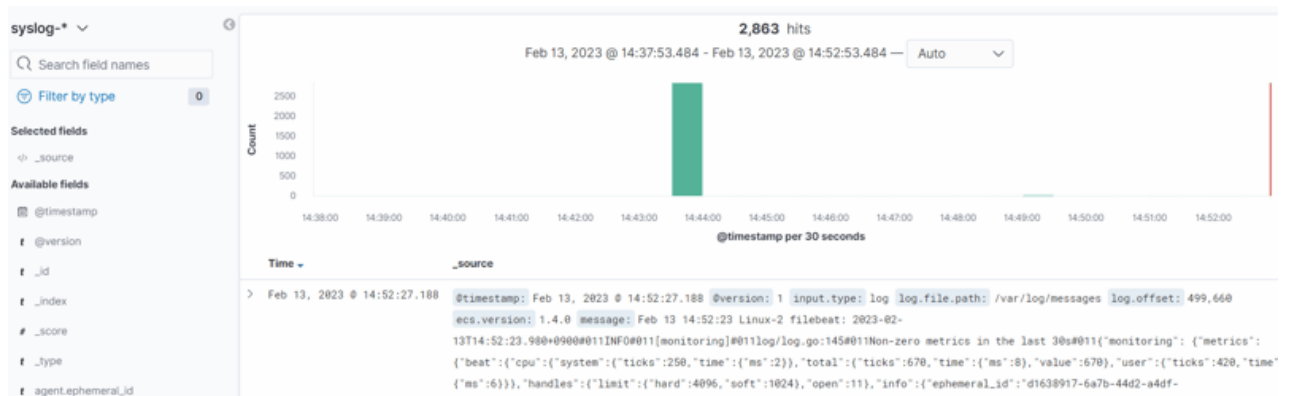 syslog-*
Search field names
Filter by type 0
Selected fields
</> _source
Available fields
@timestamp
t @version
t _id
t _index
# _score
t _type
t agent.ephemeral_id
2,863 hits
Feb 13, 2023 @ 14:37:53.484 - Feb 13, 2023 @ 14:52:53.484 — Auto
Count
2500
2000
1500
1000
500
0
14:38:00 14:39:00 14:40:00 14:41:00 14:42:00 14:43:00 14:44:00 14:45:00 14:46:00 14:47:00 14:48:00 14:49:00 14:50:00 14:51:00 14:52:00
@timestamp per 30 seconds
Time _source
> Feb 13, 2023 @ 14:52:27.188 @timestamp: Feb 13, 2023 @ 14:52:27.188 @version: 1 input.type: log log.file.path: /var/log/messages log.offset: 499,660
ecs.version: 1.4.0 message: Feb 13 14:52:23 Linux-2 filebeat: 2023-02-
13T14:52:23.980+0900#011INFO#011[monitoring]#011log/log.go:145#011Non-zero metrics in the last 30s#011{"monitoring": {"metrics":
{"beat":{"cpu":{"system":{"ticks":250,"time":{"ms":2}},"total":{"ticks":670,"time":{"ms":8},"value":670},"user":{"ticks":420,"time"
{"ms":6}}},"handles":{"limit":{"hard":4096,"soft":1024},"open":11},"info":{"ephemeral_id":"d1638917-6a7b-44d2-a4df-